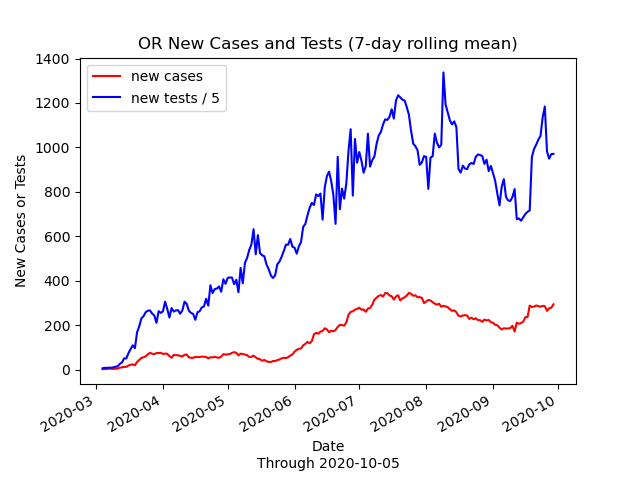 OR New Cases and Tests (7-day rolling mean)
new cases
new tests / 5
1400
1200
1000
800
600
400
200
0
New Cases or Tests
2020-03
2020-04
2020-05
2020-06
2020-07
2020-08
2020-09
2020-10
Date
Through 2020-10-05